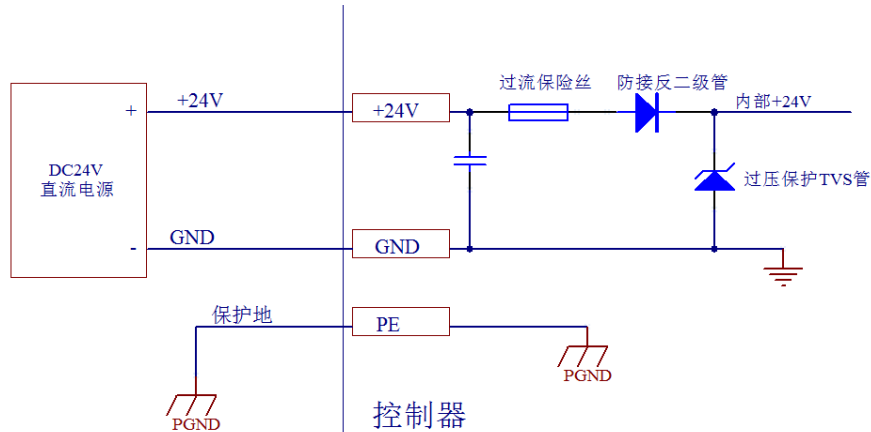 过流保险丝
防接反二级管
+24V
+24V
内部+24V
+
DC24V
直流电源
过压保护TVS管
-
GND
GND
保护地
PE
PGND
PGND
控制器